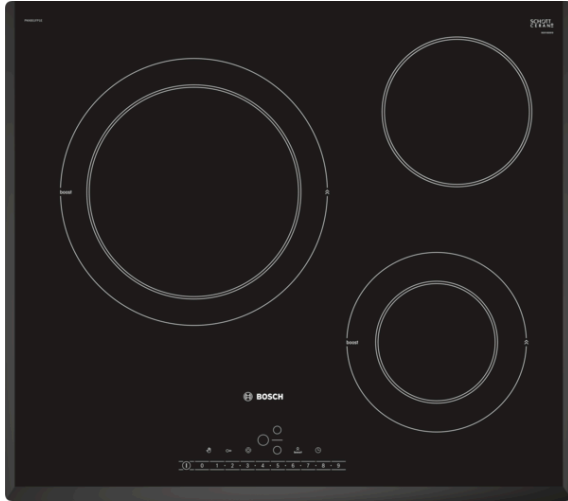 SCHOTT
CERAN®
boost
boost
BOSCH
0 1 · 2 · 3 · 4 · 5 · 6 · 7 · 8 · 9